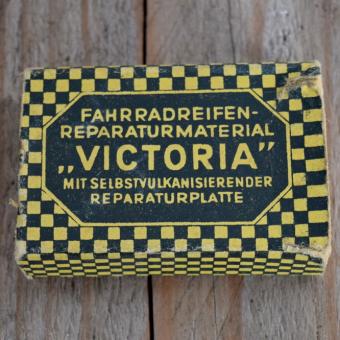 FAHRRADREIFEN-
REPARATURMATERIAL
„VICTORIA”
MIT SELBSTVULKANISIERENDER
REPARATURPLATTE